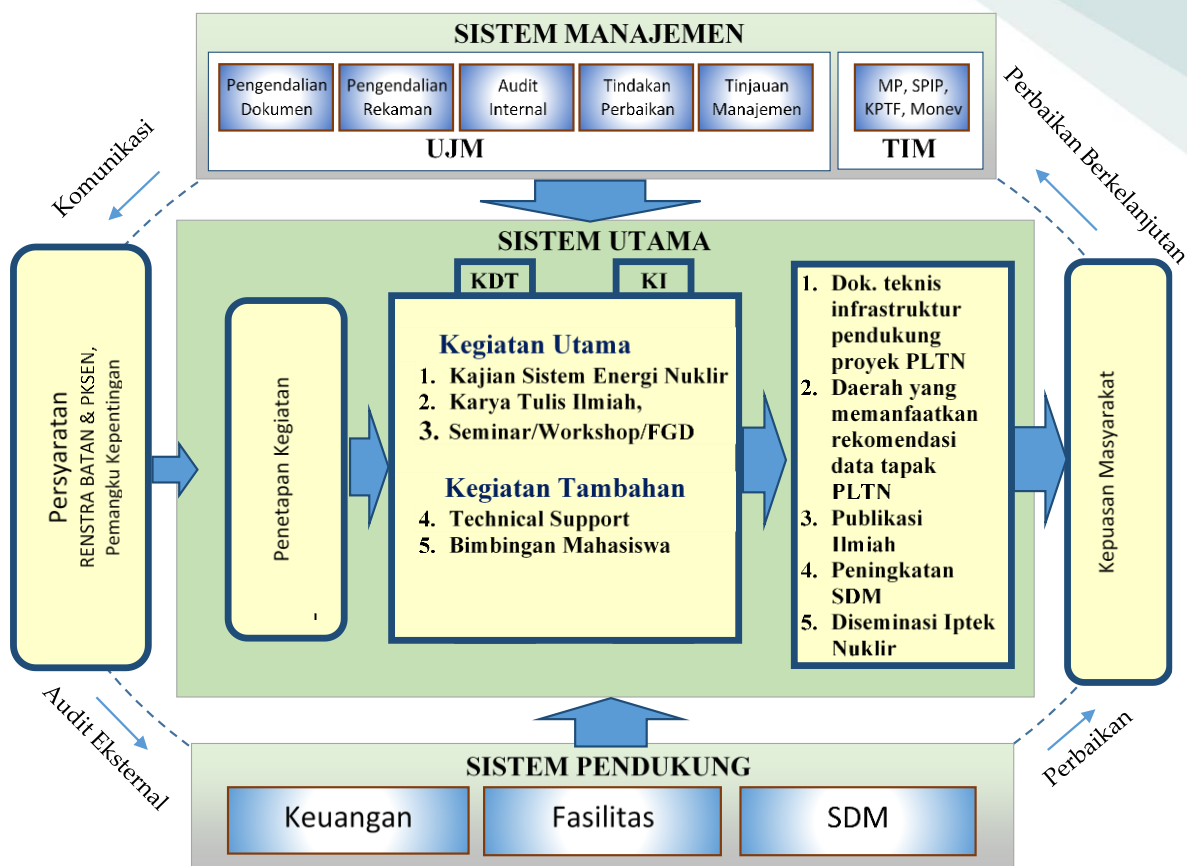 SISTEM MANAJEMEN
Pengendalian
Dokumen
Pengendalian
Rekaman
Audit
Internal
Tindakan
Perbaikan
Tinjauan
Manajemen
UJM
MP, SPIP,
KPTF, Monev
TIM
Komunikasi
Perbaikan Berkelanjutan
Persyaratan
RENSTRA BATAN & PKSEN,
Pemangku Kepentingan
SISTEM UTAMA
Penetapan Kegiatan
KDT
KI
Kegiatan Utama
1. Kajian Sistem Energi Nuklir
2. Karya Tulis Ilmiah,
3. Seminar/Workshop/FGD
Kegiatan Tambahan
4. Technical Support
5. Bimbingan Mahasiswa
1. Dok. teknis
infrastruktur
pendukung
proyek PLTN
2. Daerah yang
memanfaatkan
rekomendasi
data tapak
PLTN
3. Publikasi
Ilmiah
4. Peningkatan
SDM
5. Diseminasi Iptek
Nuklir
Kepuasan Masyarakat
Audit Eksternal
Perbaikan
SISTEM PENDUKUNG
Keuangan
Fasilitas
SDM